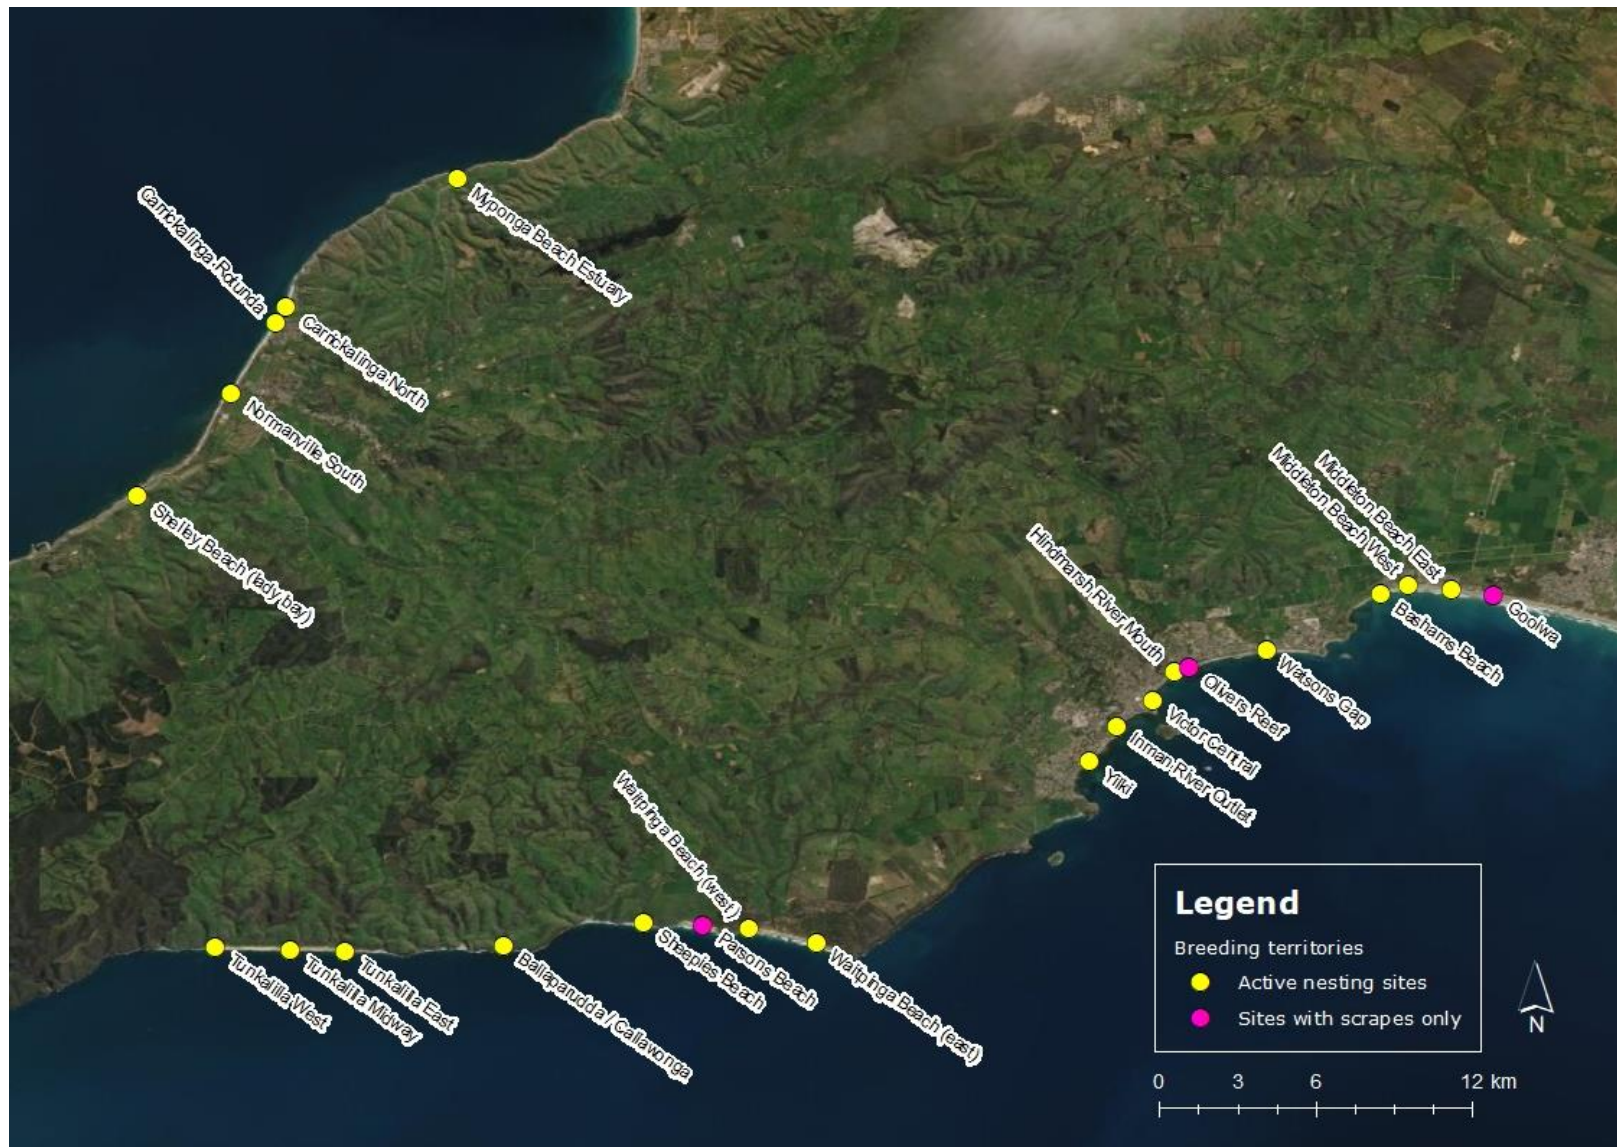 Myponga Beach Estuary
Carrickalinga Rotunda
Carrickalinga North
Normanville South
Shelley Beach (lady bay)
Middleton Beach East
Middleton Beach West
Hindmarsh River Mouth
Goolwa
Bashams Beach
Watsons Gap
Olivers Reef
Victor Central
Inman River Outlet
Yilki
Waitpinga Beach (west)
Tunkalilla West
Tunkalilla Midway
Tunkalilla East
Ballaparudda / Callawonga
Sheepies Beach
Parsons Beach
Waitpinga Beach (east)
Legend
Breeding territories
Active nesting sites
Sites with scrapes only
N
0 3 6 12 km